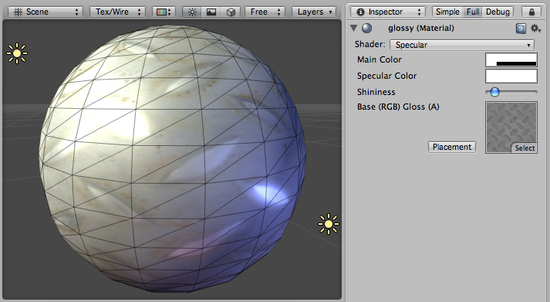 Scene Tex/Wire Free Layers
Inspector Simple Full Debug
glossy (Material)
Shader: Specular
Main Color
Specular Color
Shininess
Base (RGB) Gloss (A)
Placement Select